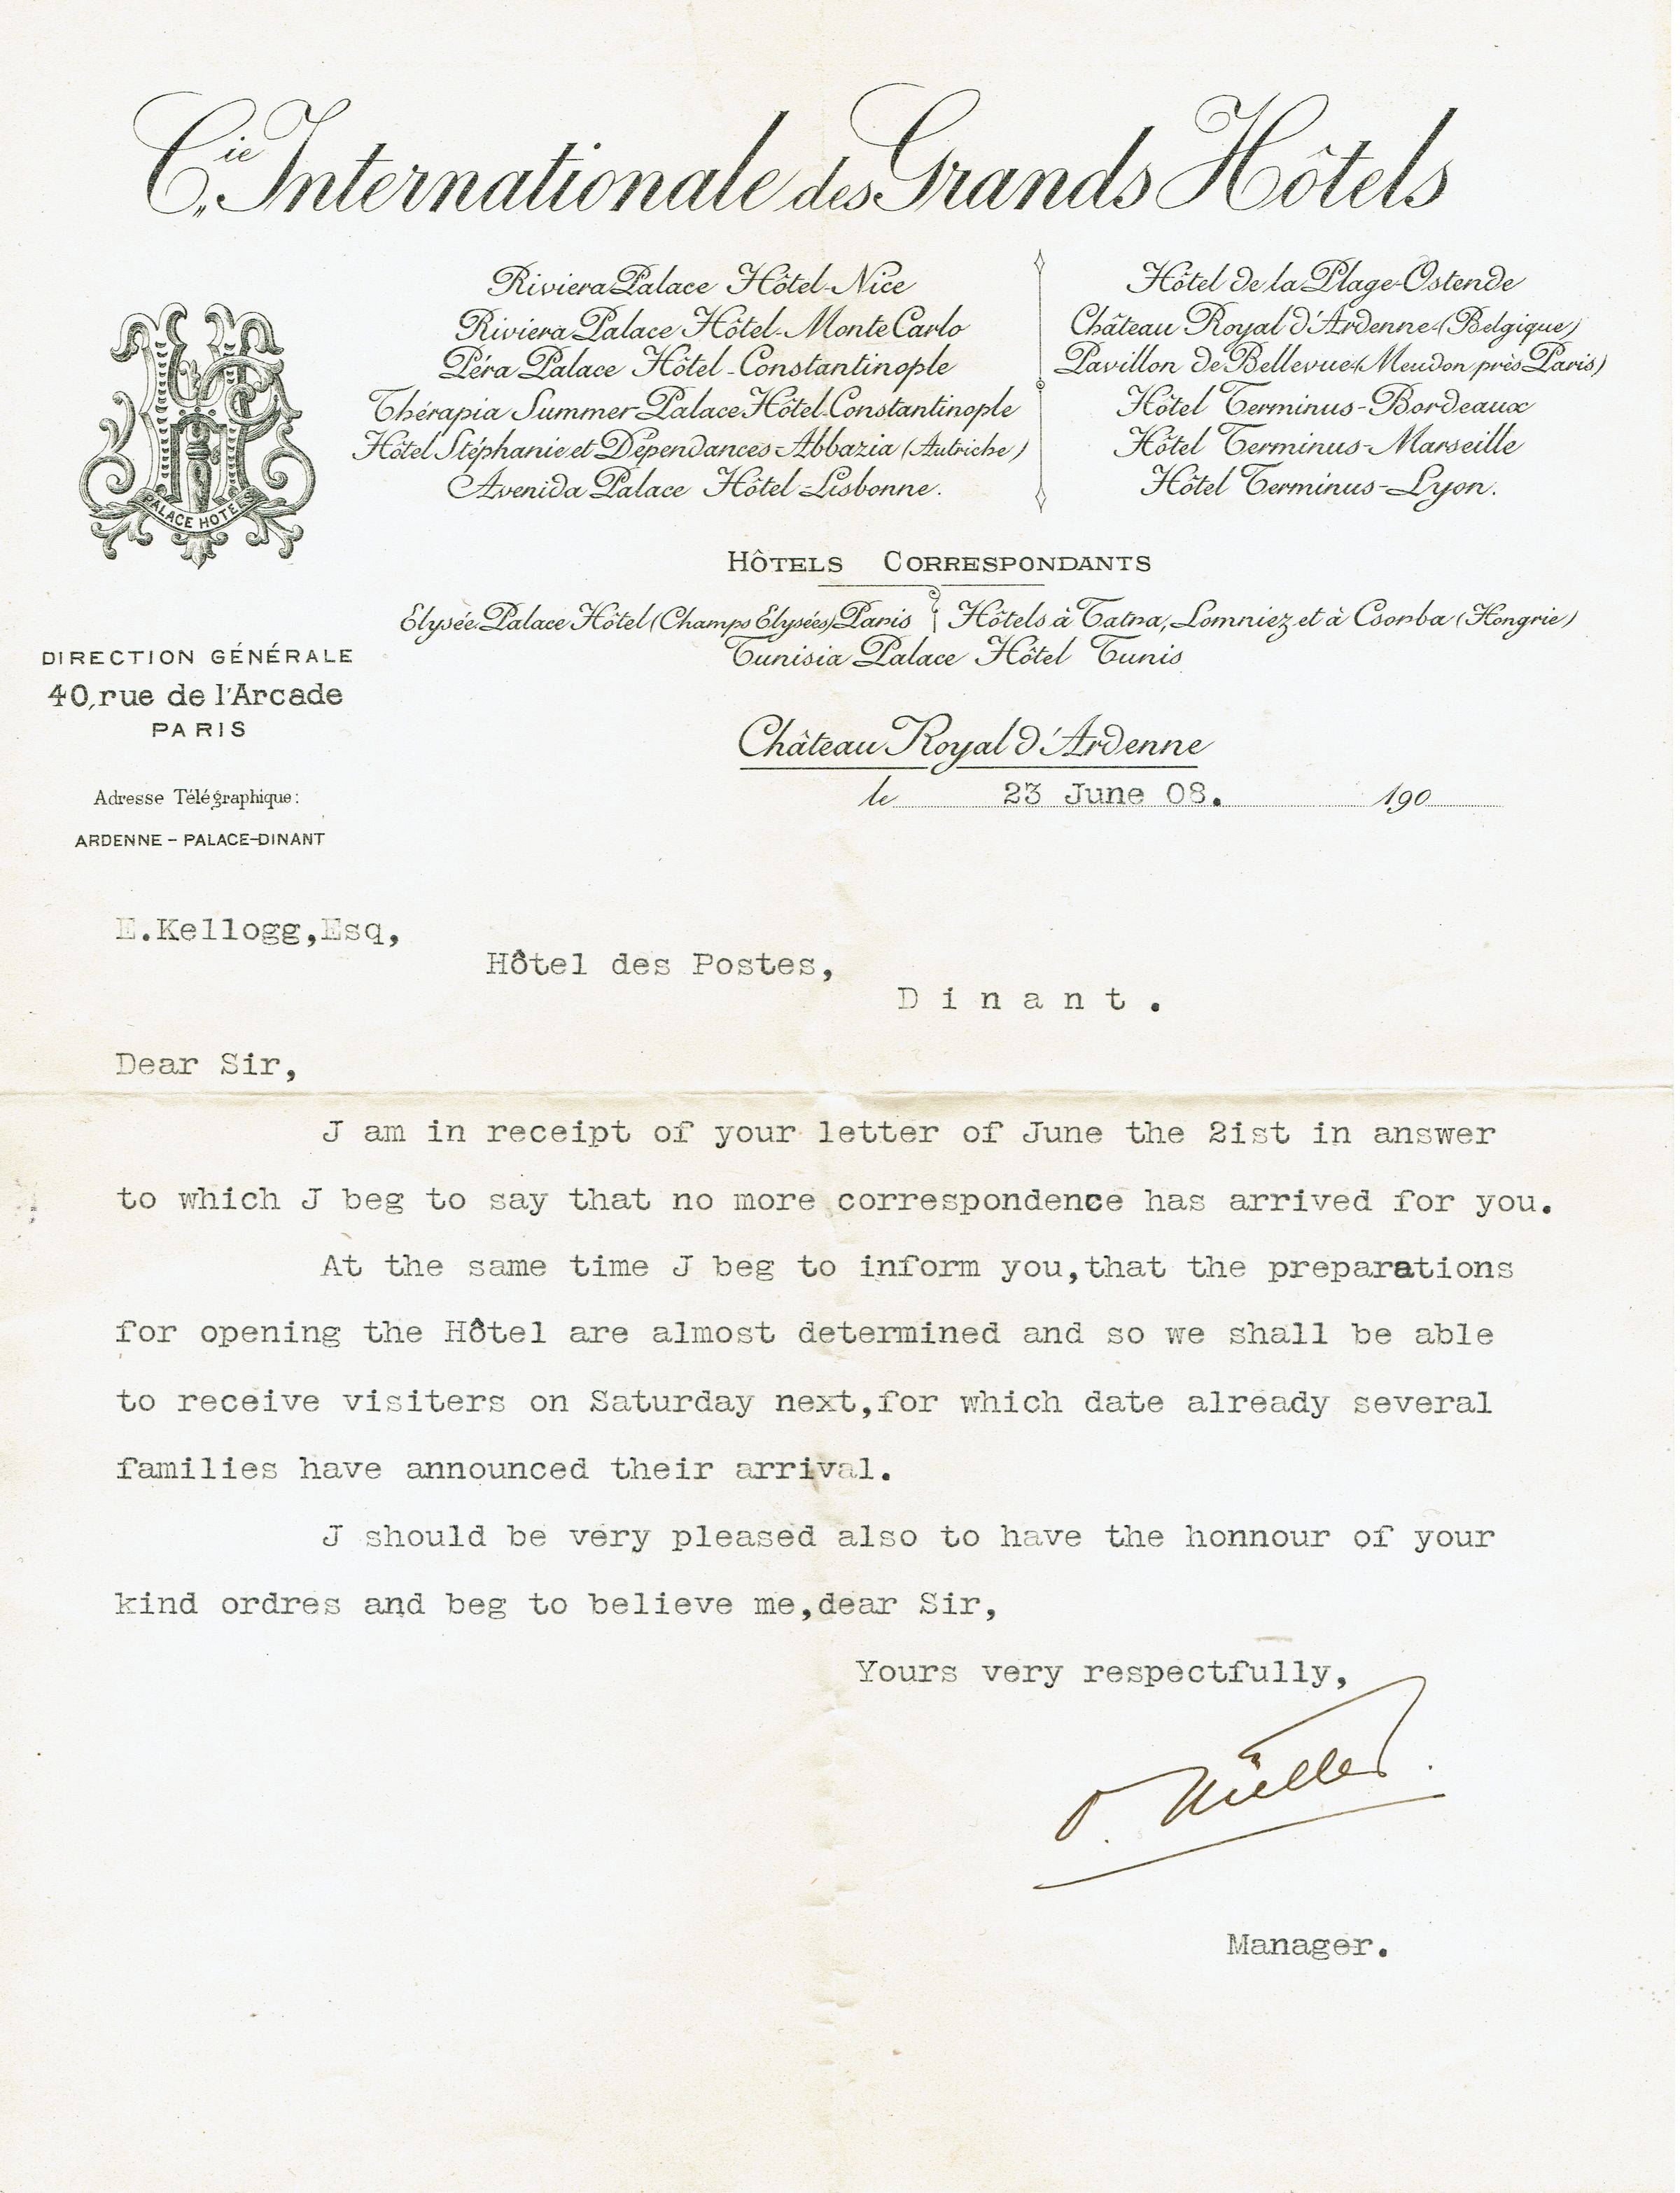 Cie Internationale des Grands Hôtels
Riviera Palace Hôtel-Nice
Riviera Palace Hôtel-Monte Carlo
Péra Palace Hôtel-Constantinople
Thérapia Summer Palace Hôtel-Constantinople
Hôtel Stéphanie et Dépendances-Abbazia (Autriche)
Avenida Palace Hôtel-Lisbonne.
Hôtel de la Plage-Ostende
Château Royal d'Ardenne-(Belgique)
Pavillon de Bellevue-(Meudon près Paris)
Hôtel Terminus-Bordeaux
Hôtel Terminus-Marseille
Hôtel Terminus-Lyon.
PALACE HOTELS
HÔTELS CORRESPONDANTS
Elysée Palace Hôtel (Champs Elysées) Paris
Hôtels à Tatra, Lomniez et à Csorba (Hongrie)
Tunisia Palace Hôtel Tunis
DIRECTION GÉNÉRALE
40, rue de l'Arcade
PARIS
Adresse Télégraphique:
ARDENNE - PALACE-DINANT
Château Royal d'Ardenne
le 23 June 08. 190
E.Kellogg,Esq,
Hôtel des Postes,
Dinant.
Dear Sir,
J am in receipt of your letter of June the 2ist in answer
to which J beg to say that no more correspondence has arrived for you.
At the same time J beg to inform you,that the preparations
for opening the Hôtel are almost determined and so we shall be able
to receive visiters on Saturday next,for which date already several
families have announced their arrival.
J should be very pleased also to have the honnour of your
kind ordres and beg to believe me,dear Sir,
Yours very respectfully,
Müller.
Manager.